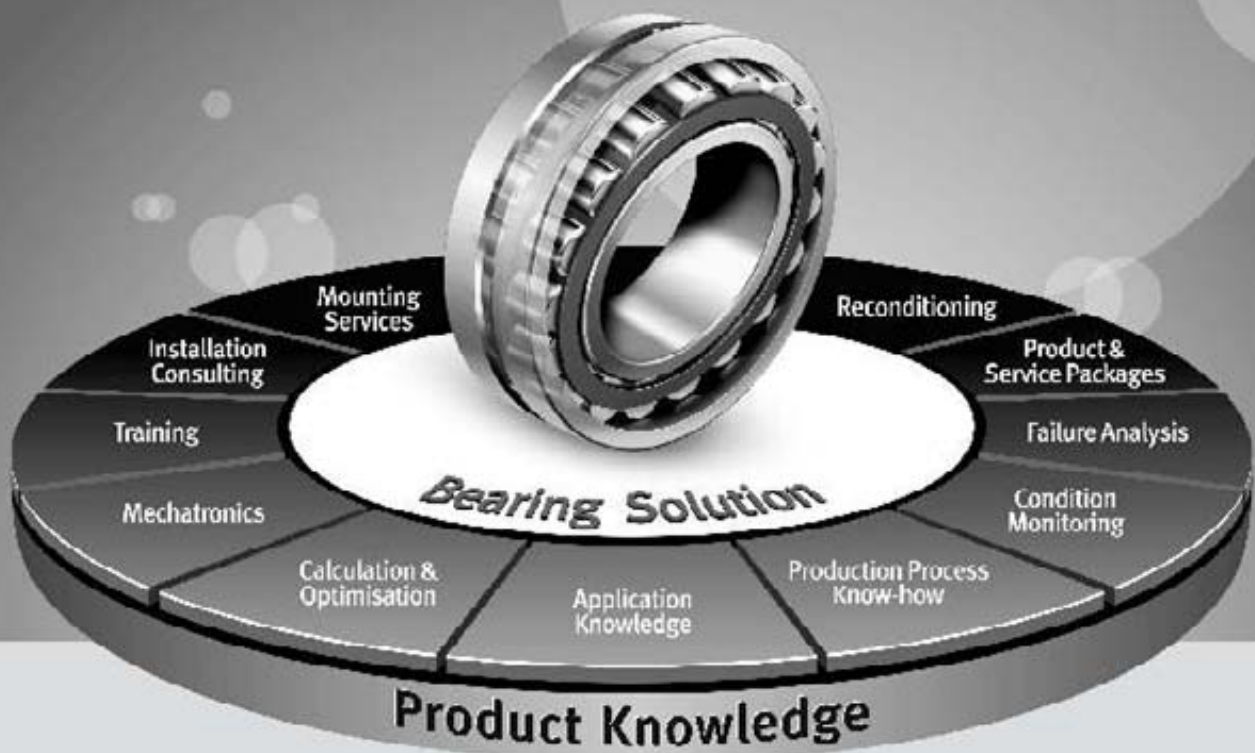 Mounting
Services
Reconditioning
Installation
Consulting
Product &
Service Packages
Training
Failure Analysis
Mechatronics
Condition
Monitoring
Bearing Solution
Calculation &
Optimisation
Application
Knowledge
Production Process
Know-how
Product Knowledge